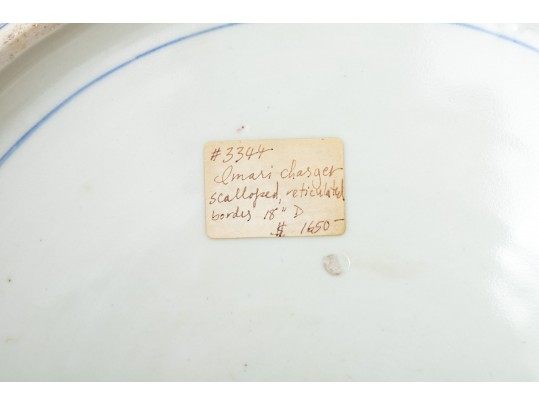 #3344
Imari charger
scalloped, reticulated
border 18" D
$ 1650-